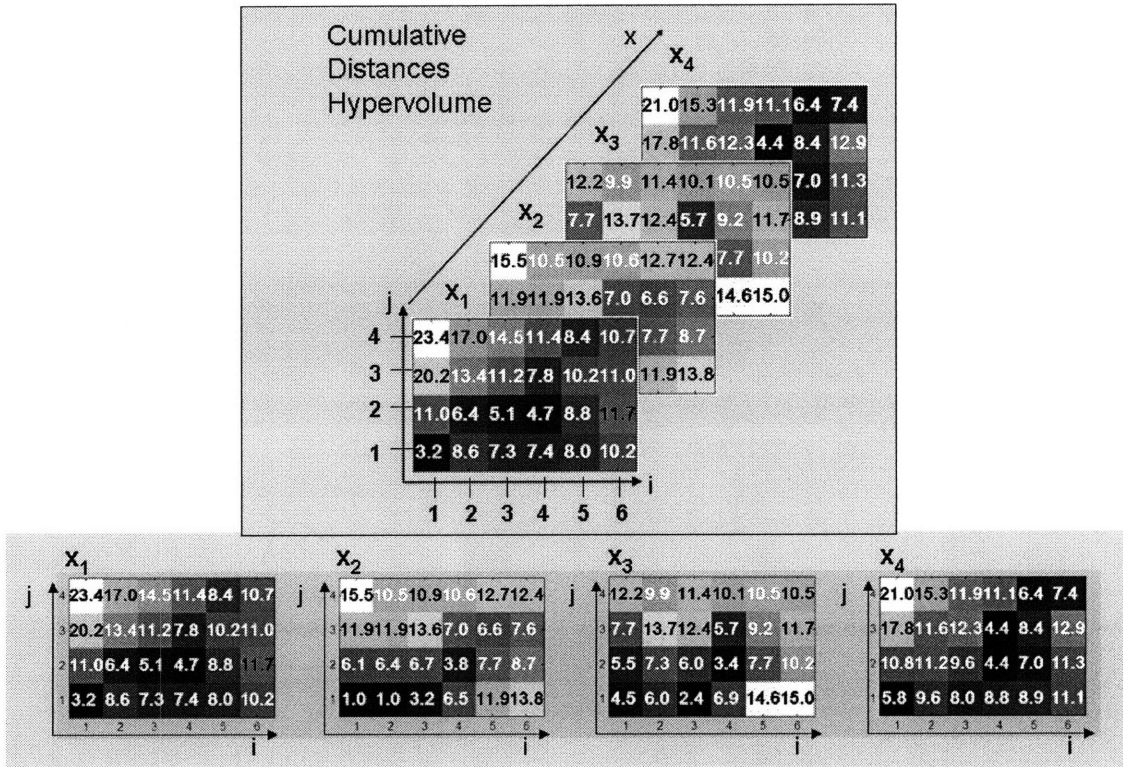 Cumulative
Distances
Hypervolume
x
X4
21.0 15.3 11.9 11.1 6.4 7.4
17.8 11.6 12.3 4.4 8.4 12.9
7.0 11.3
8.9 11.1
X3
12.2 9.9 11.4 10.1 10.5 10.5
7.7 13.7 12.4 5.7 9.2 11.7
7.7 10.2
14.6 15.0
X2
15.5 10.5 10.9 10.6 12.7 12.4
11.9 11.9 13.6 7.0 6.6 7.6
7.7 8.7
11.9 13.8
j X1
4 23.4 17.0 14.5 11.4 8.4 10.7
3 20.2 13.4 11.2 7.8 10.2 11.0
2 11.0 6.4 5.1 4.7 8.8 11.7
1 3.2 8.6 7.3 7.4 8.0 10.2
i
1 2 3 4 5 6
X1
j
4 23.4 17.0 14.5 11.4 8.4 10.7
3 20.2 13.4 11.2 7.8 10.2 11.0
2 11.0 6.4 5.1 4.7 8.8 11.7
1 3.2 8.6 7.3 7.4 8.0 10.2
1 2 3 4 5 6
i
X2
j
4 15.5 10.5 10.9 10.6 12.7 12.4
3 11.9 11.9 13.6 7.0 6.6 7.6
2 6.1 6.4 6.7 3.8 7.7 8.7
1 1.0 1.0 3.2 6.5 11.9 13.8
1 2 3 4 5 6
i
X3
j
4 12.2 9.9 11.4 10.1 10.5 10.5
3 7.7 13.7 12.4 5.7 9.2 11.7
2 5.5 7.3 6.0 3.4 7.7 10.2
1 4.5 6.0 2.4 6.9 14.6 15.0
1 2 3 4 5 6
i
X4
j
4 21.0 15.3 11.9 11.1 6.4 7.4
3 17.8 11.6 12.3 4.4 8.4 12.9
2 10.8 11.2 9.6 4.4 7.0 11.3
1 5.8 9.6 8.0 8.8 8.9 11.1
1 2 3 4 5 6
i